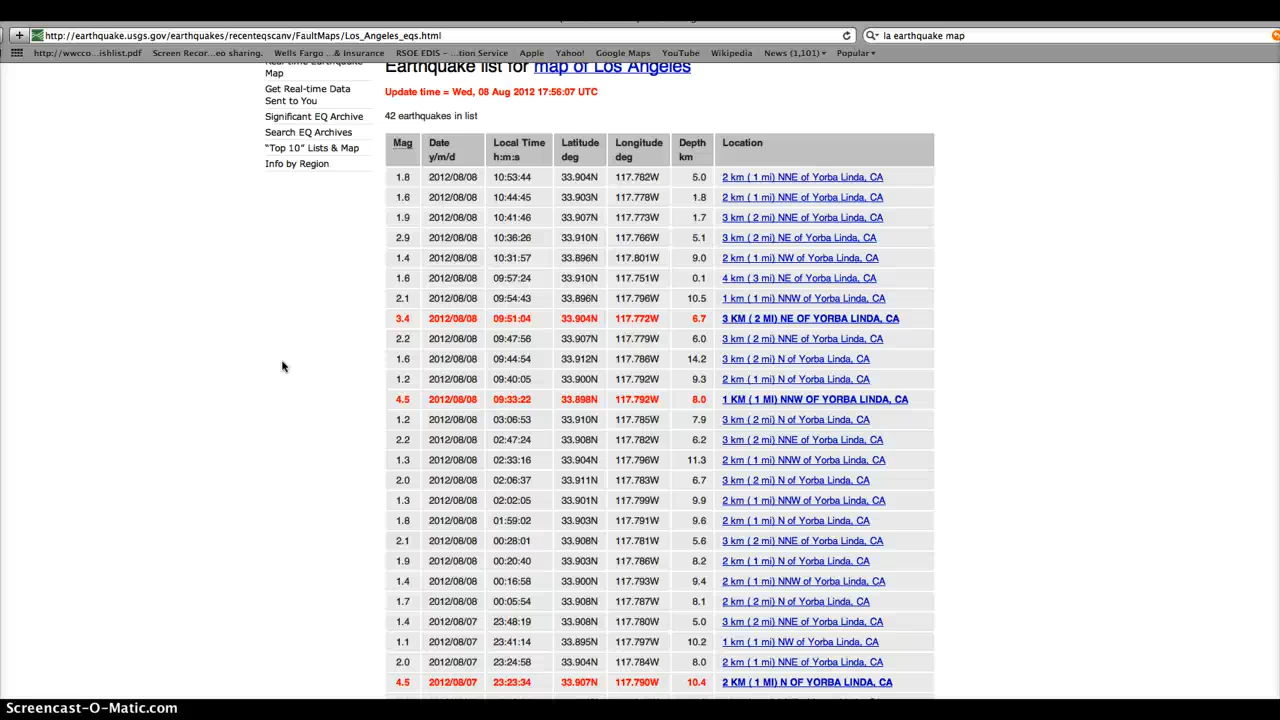 http://earthquake.usgs.gov/earthquakes/recenteqscanv/FaultMaps/Los_Angeles_eqs.html
la earthquake map
http://wwcco...ishlist.pdf Screen Recor...eo sharing. Wells Fargo ... & Insurance RSOE EDIS - ...tion Service Apple Yahoo! Google Maps YouTube Wikipedia News (1,101) Popular
Map
Get Real-time Data
Sent to You
Significant EQ Archive
Search EQ Archives
"Top 10" Lists & Map
Info by Region
Earthquake list for map of Los Angeles
Update time = Wed, 08 Aug 2012 17:56:07 UTC
42 earthquakes in list
Mag Date Local Time Latitude Longitude Depth Location
y/m/d h:m:s deg deg km
1.8 2012/08/08 10:53:44 33.904N 117.782W 5.0 2 km ( 1 mi) NNE of Yorba Linda, CA
1.6 2012/08/08 10:44:45 33.903N 117.778W 1.8 2 km ( 1 mi) NNE of Yorba Linda, CA
1.9 2012/08/08 10:41:46 33.907N 117.773W 1.7 3 km ( 2 mi) NNE of Yorba Linda, CA
2.9 2012/08/08 10:36:26 33.910N 117.766W 5.1 3 km ( 2 mi) NE of Yorba Linda, CA
1.4 2012/08/08 10:31:57 33.896N 117.801W 9.0 2 km ( 1 mi) NW of Yorba Linda, CA
1.6 2012/08/08 09:57:24 33.910N 117.751W 0.1 4 km ( 3 mi) NE of Yorba Linda, CA
2.1 2012/08/08 09:54:43 33.896N 117.796W 10.5 1 km ( 1 mi) NNW of Yorba Linda, CA
3.4 2012/08/08 09:51:04 33.904N 117.772W 6.7 3 KM ( 2 MI) NE OF YORBA LINDA, CA
2.2 2012/08/08 09:47:56 33.907N 117.779W 6.0 3 km ( 2 mi) NNE of Yorba Linda, CA
1.6 2012/08/08 09:44:54 33.912N 117.786W 14.2 3 km ( 2 mi) N of Yorba Linda, CA
1.2 2012/08/08 09:40:05 33.900N 117.792W 9.3 2 km ( 1 mi) N of Yorba Linda, CA
4.5 2012/08/08 09:33:22 33.898N 117.792W 8.0 1 KM ( 1 MI) NNW OF YORBA LINDA, CA
1.2 2012/08/08 03:06:53 33.910N 117.785W 7.9 3 km ( 2 mi) N of Yorba Linda, CA
2.2 2012/08/08 02:47:24 33.908N 117.782W 6.2 3 km ( 2 mi) NNE of Yorba Linda, CA
1.3 2012/08/08 02:33:16 33.904N 117.796W 11.3 2 km ( 1 mi) NNW of Yorba Linda, CA
2.0 2012/08/08 02:06:37 33.911N 117.783W 6.7 3 km ( 2 mi) N of Yorba Linda, CA
1.3 2012/08/08 02:02:05 33.901N 117.799W 9.9 2 km ( 1 mi) NNW of Yorba Linda, CA
1.8 2012/08/08 01:59:02 33.903N 117.791W 9.6 2 km ( 1 mi) N of Yorba Linda, CA
2.1 2012/08/08 00:28:01 33.908N 117.781W 5.6 3 km ( 2 mi) NNE of Yorba Linda, CA
1.9 2012/08/08 00:20:40 33.903N 117.786W 8.2 2 km ( 1 mi) N of Yorba Linda, CA
1.4 2012/08/08 00:16:58 33.900N 117.793W 9.4 2 km ( 1 mi) NNW of Yorba Linda, CA
1.7 2012/08/08 00:05:54 33.908N 117.787W 8.1 2 km ( 2 mi) N of Yorba Linda, CA
1.4 2012/08/07 23:48:19 33.908N 117.780W 5.0 3 km ( 2 mi) NNE of Yorba Linda, CA
1.1 2012/08/07 23:41:14 33.895N 117.797W 10.2 1 km ( 1 mi) NW of Yorba Linda, CA
2.0 2012/08/07 23:24:58 33.904N 117.784W 8.0 2 km ( 1 mi) NNE of Yorba Linda, CA
4.5 2012/08/07 23:23:34 33.907N 117.790W 10.4 2 KM ( 1 MI) N OF YORBA LINDA, CA
Screencast-O-Matic.com